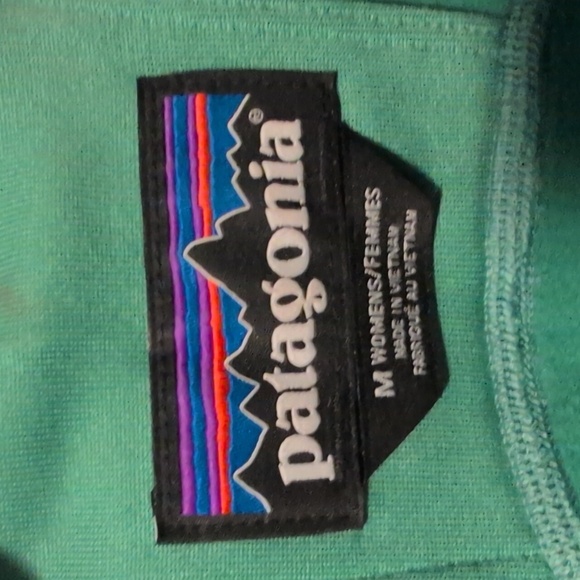 patagonia®
M WOMENS/FEMMES
MADE IN VIETNAM
FABRIQUÉ AU VIETNAM